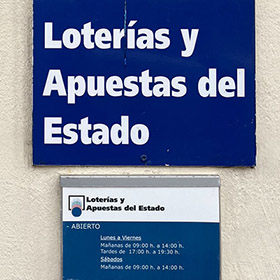 Loterías y
Apuestas del
Estado
Loterías y
Apuestas del Estado
- ABIERTO
Lunes a Viernes
Mañanas de 09:00 h. a 14:00 h.
Tardes de 17:00 h. a 19:30 h.
Sábados
Mañanas de 09:00 h. a 14:00 h.